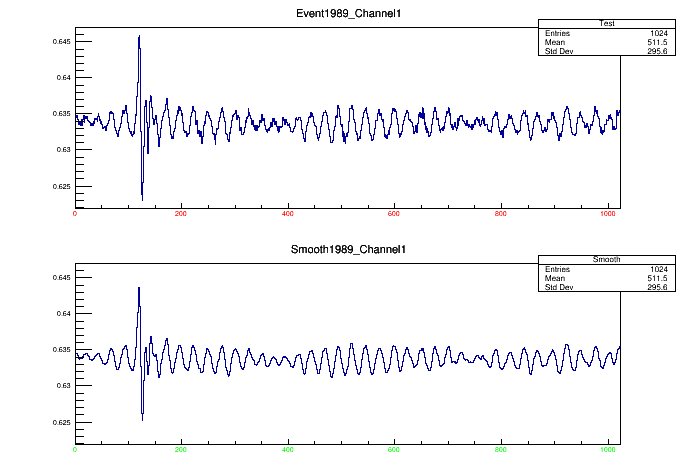 Event1989_Channel1
Test
Entries 1024
Mean 511.5
Std Dev 295.6
0.645
0.64
0.635
0.63
0.625
0 200 400 600 800 1000
Smooth1989_Channel1
Smooth
Entries 1024
Mean 511.5
Std Dev 295.6
0.645
0.64
0.635
0.63
0.625
0 200 400 600 800 1000